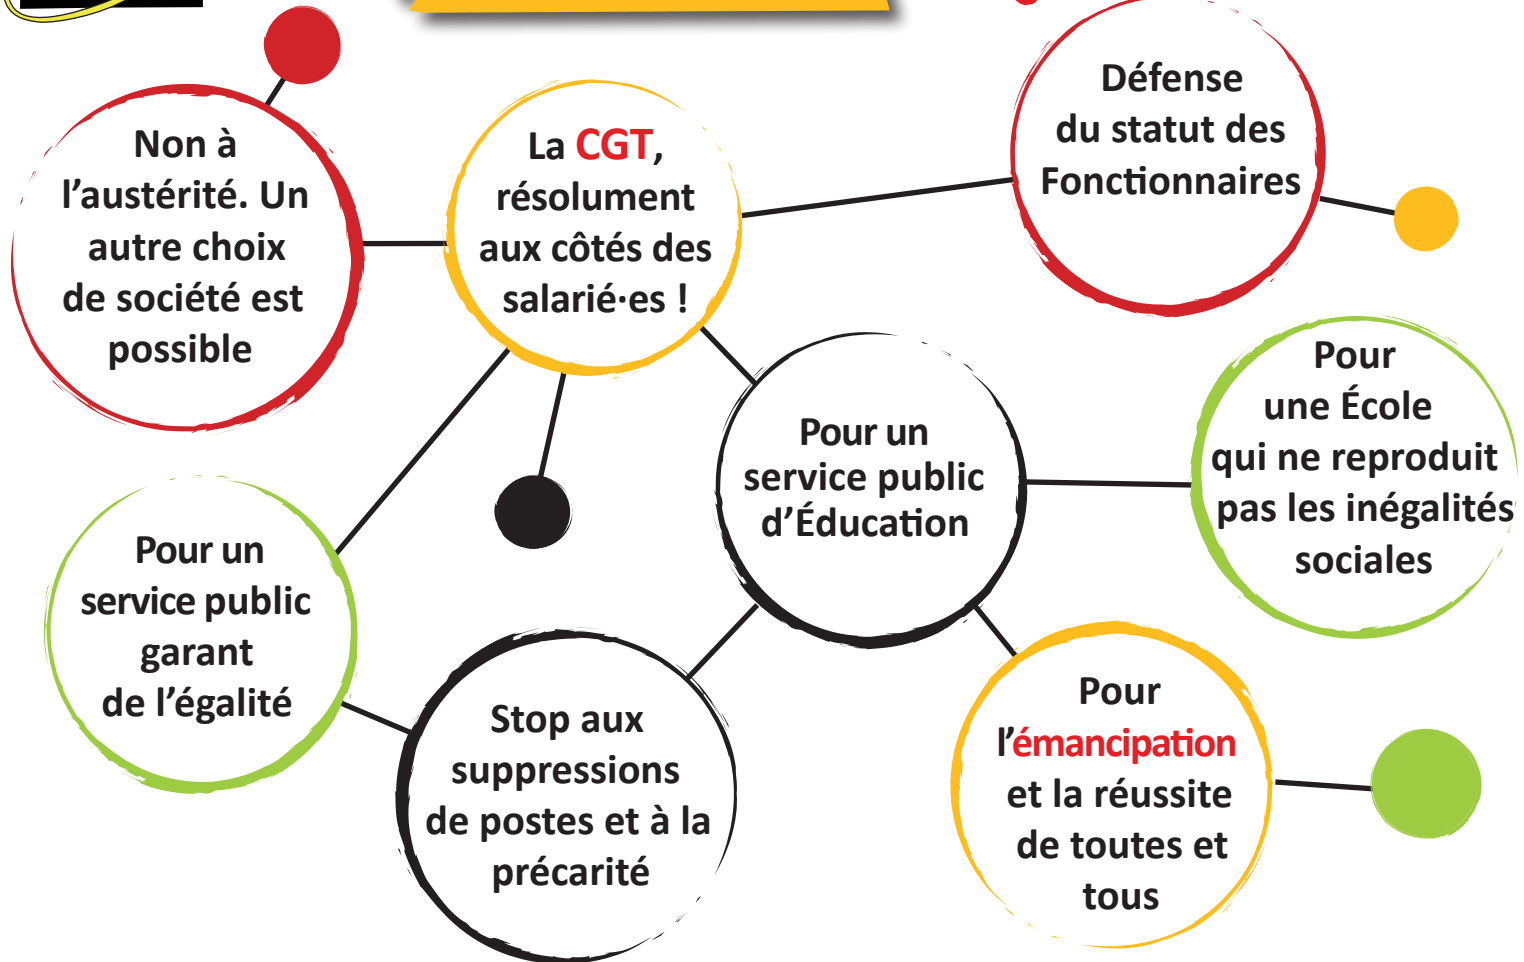 Non à
l’austérité. Un
autre choix
de société est
possible
La CGT,
résolument
aux côtés des
salarié·es !
Défense
du statut des
Fonctionnaires
Pour un
service public
d’Éducation
Pour
une École
qui ne reproduit
pas les inégalités
sociales
Pour un
service public
garant
de l’égalité
Stop aux
suppressions
de postes et à la
précarité
Pour
l’émancipation
et la réussite
de toutes et
tous